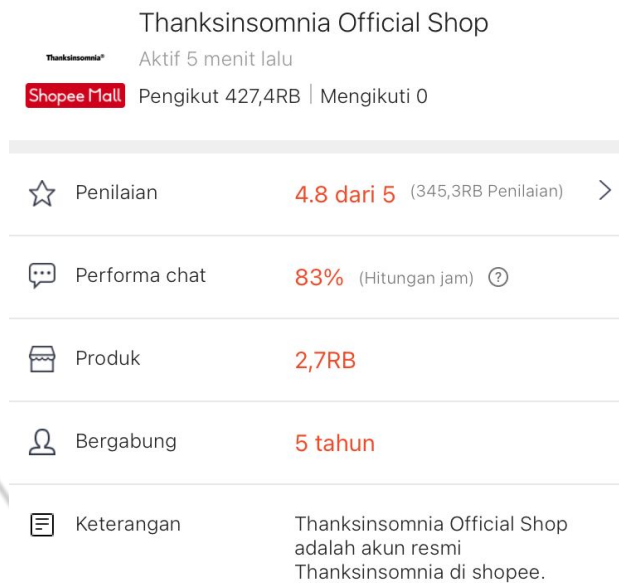 Thanksinsomnia Official Shop
Thanksinsomnia®
Aktif 5 menit lalu
Shopee Mall Pengikut 427,4RB | Mengikuti 0
Penilaian 4.8 dari 5 (345,3RB Penilaian)
Performa chat 83% (Hitungan jam) ?
Produk 2,7RB
Bergabung 5 tahun
Keterangan Thanksinsomnia Official Shop
adalah akun resmi
Thanksinsomnia di shopee.